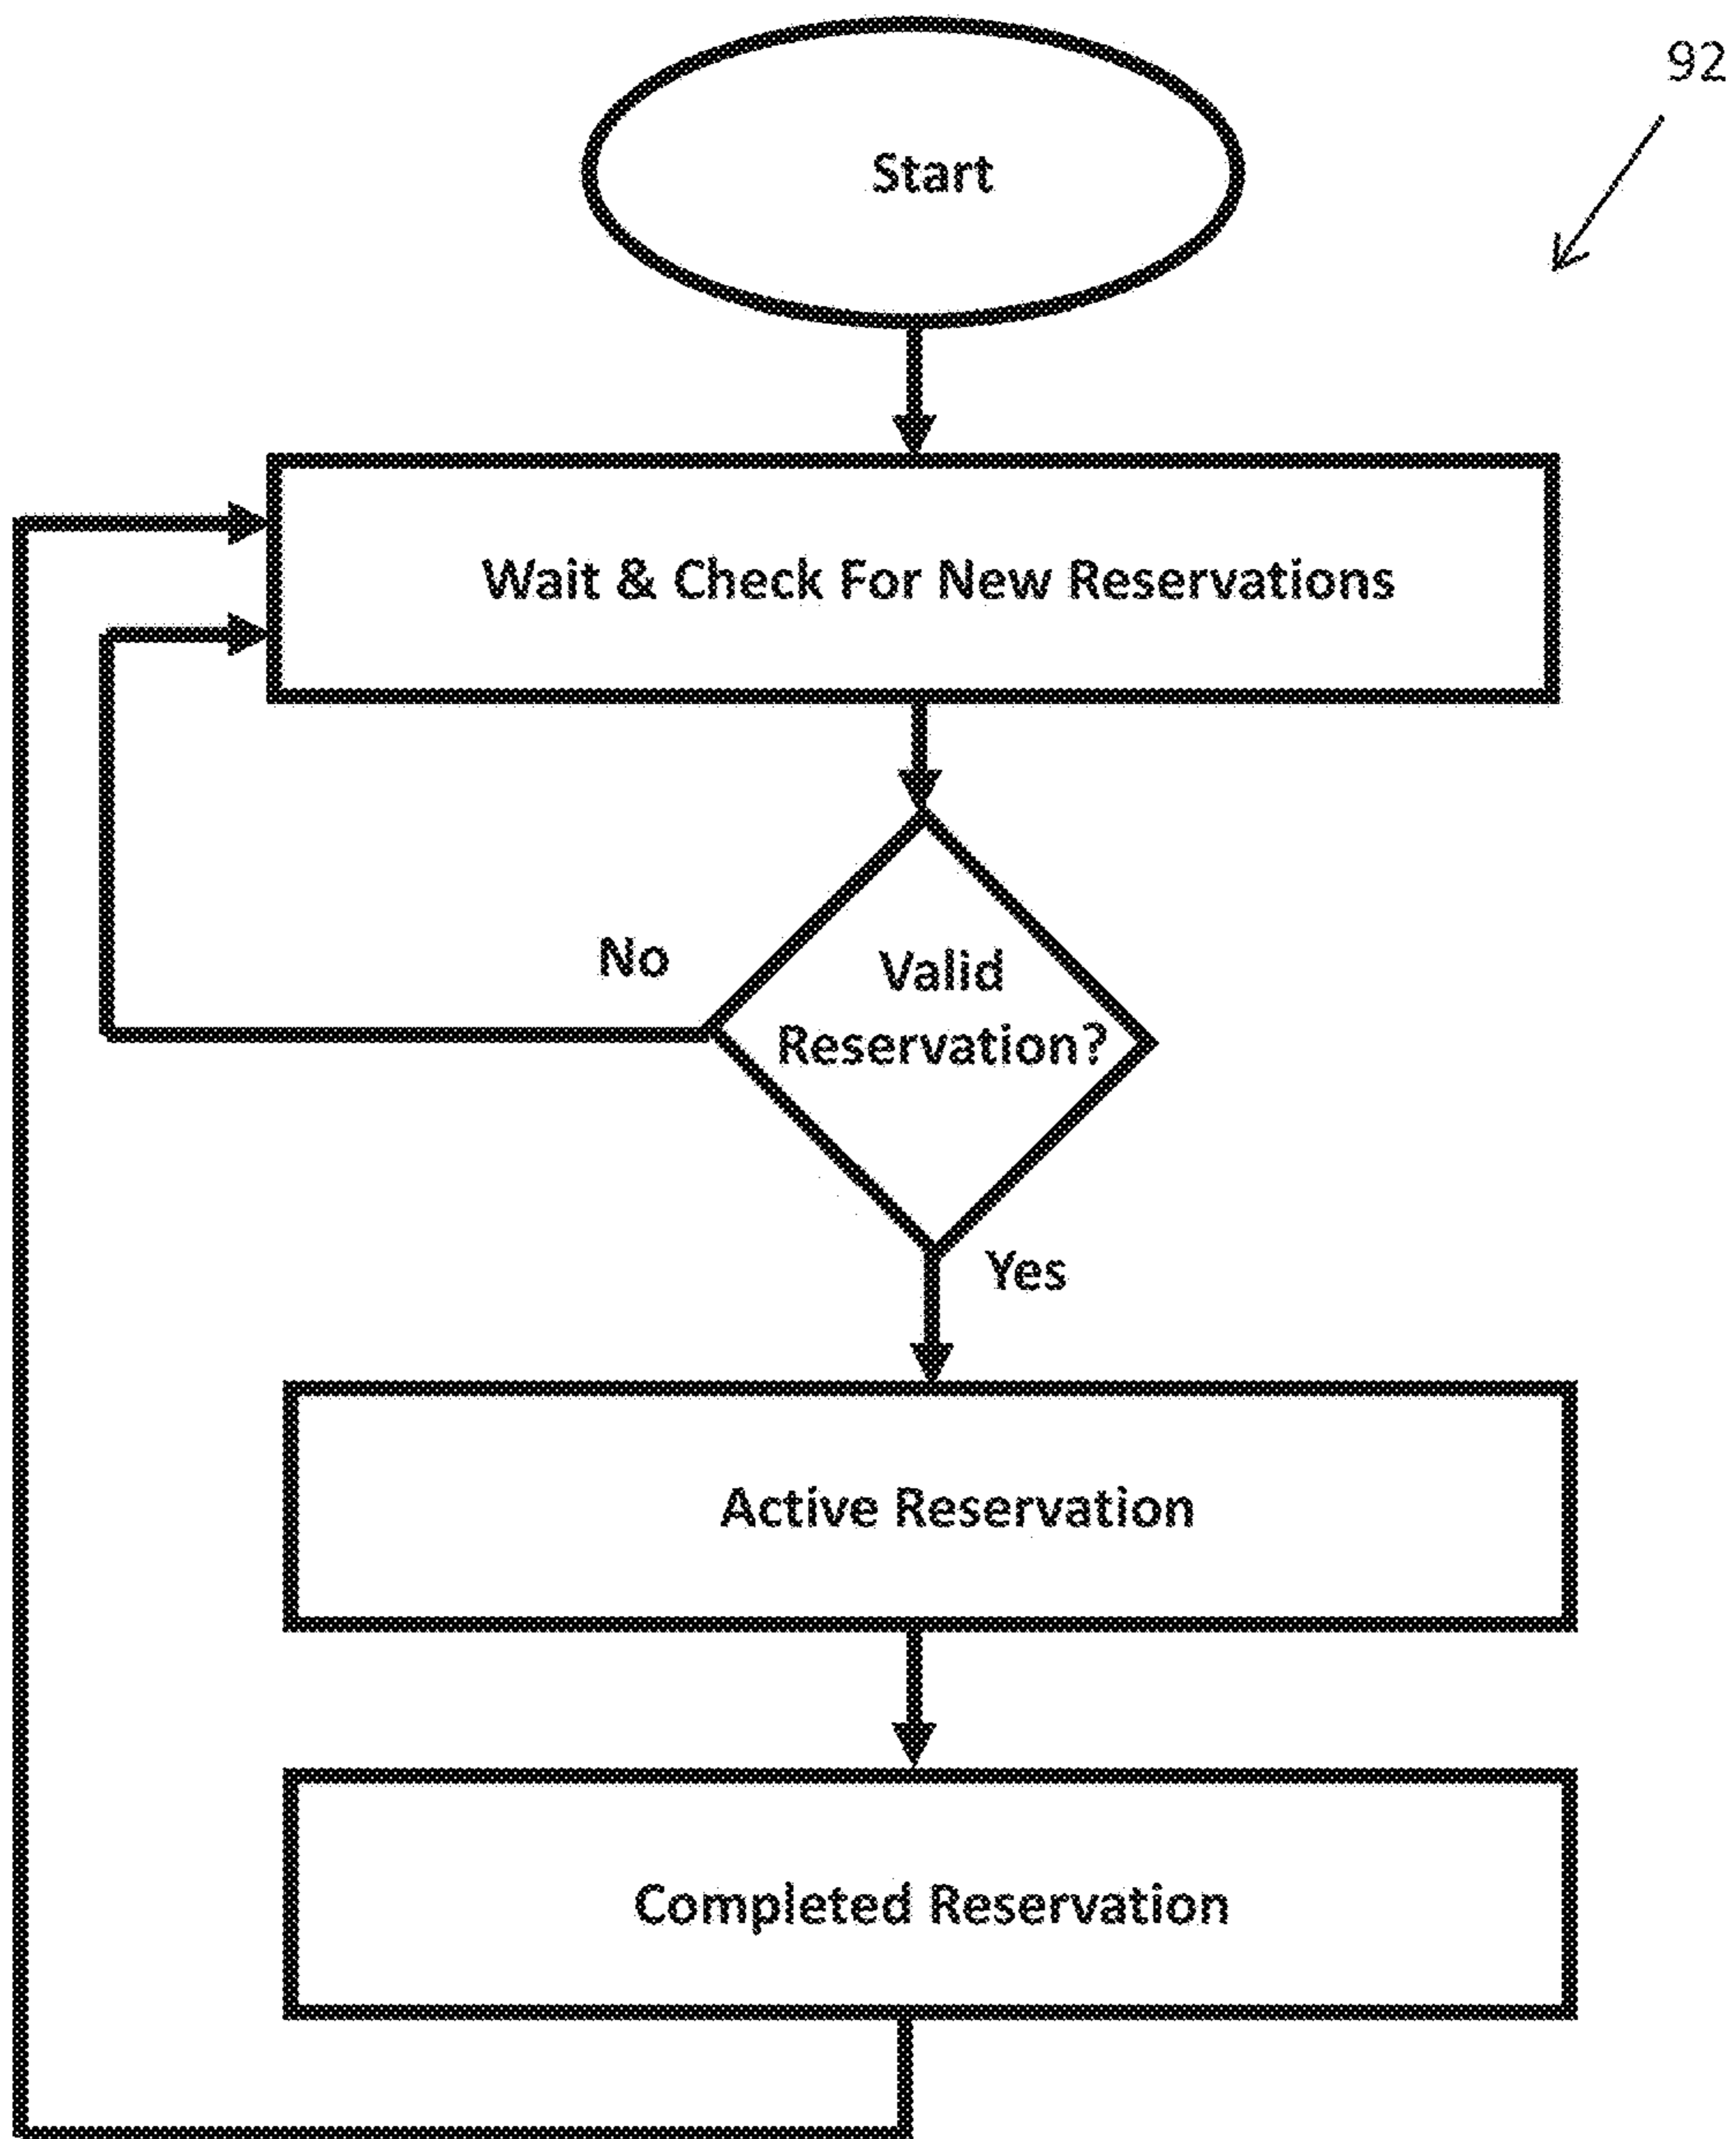 92
Start
Wait & Check For New Reservations
No
Valid
Reservation?
Yes
Active Reservation
Completed Reservation